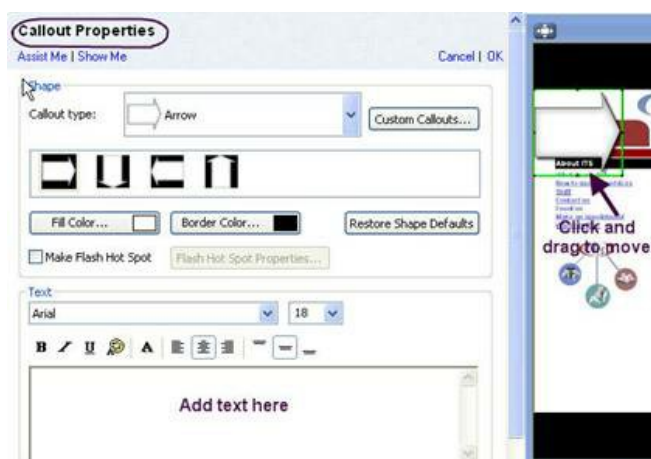 Callout Properties
Assist Me | Show Me
Cancel | OK
Shape
Callout type:
Arrow
Custom Callouts...
Fill Color...
Border Color...
Restore Shape Defaults
Make Flash Hot Spot
Flash Hot Spot Properties...
Text
Arial
18
B I U A
Add text here
About ITS
Staff
Contact us
Click and
drag to move